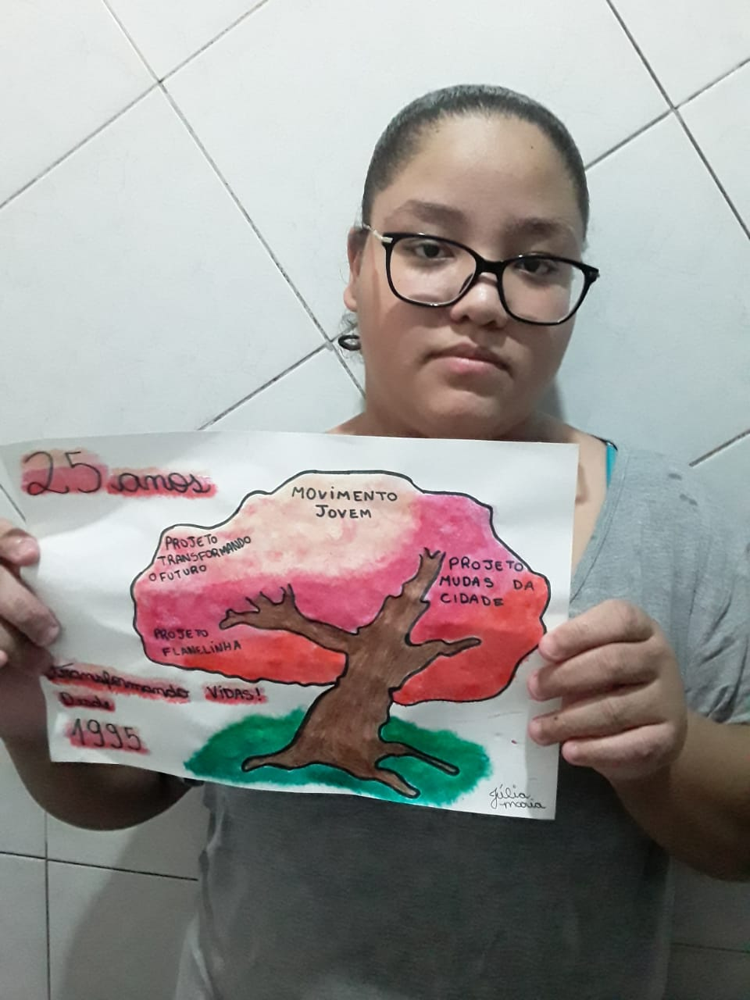 25 anos
MOVIMENTO
JOVEM
PROJETO
TRANSFORMANDO
O FUTURO
PROJETO
MUDAS DA
CIDADE
PROJETO
FLANELINHA
Transformando VIDAS!
Desde
1995
Júlia
maria